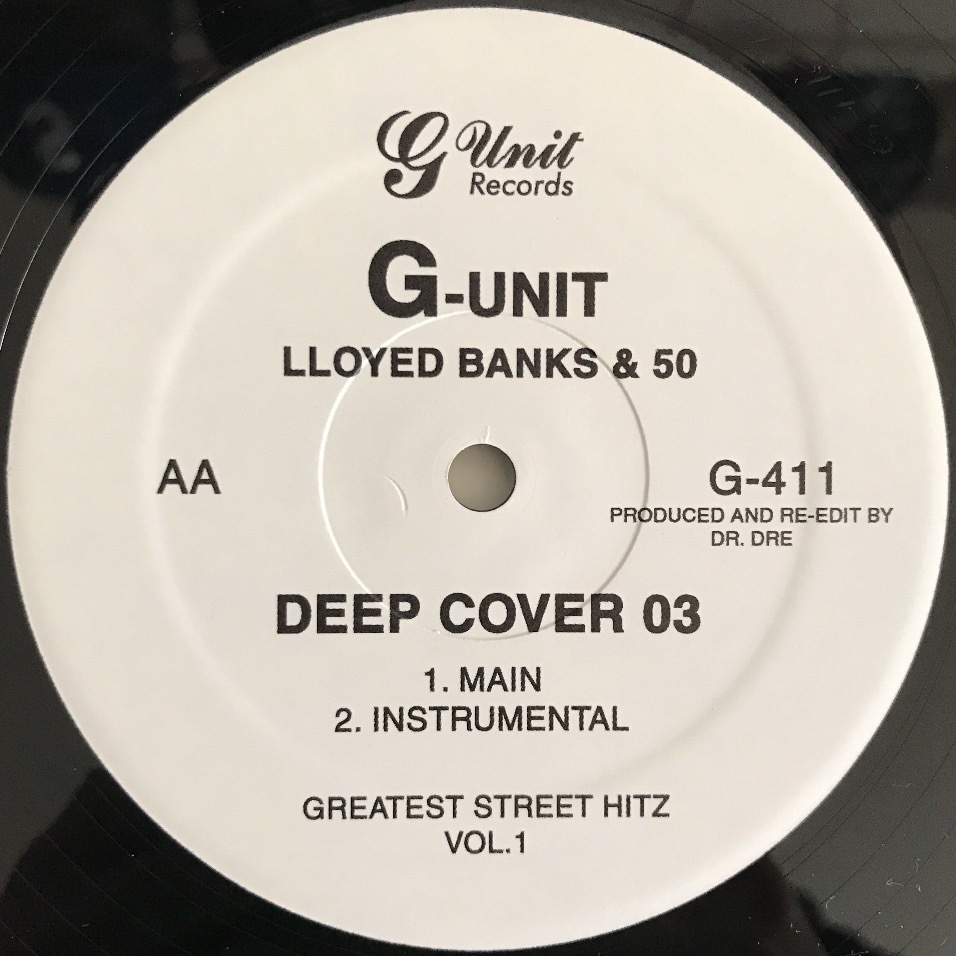 G Unit
Records
G-UNIT
LLOYED BANKS & 50
AA
G-411
PRODUCED AND RE-EDIT BY
DR. DRE
DEEP COVER 03
1. MAIN
2. INSTRUMENTAL
GREATEST STREET HITZ
VOL.1